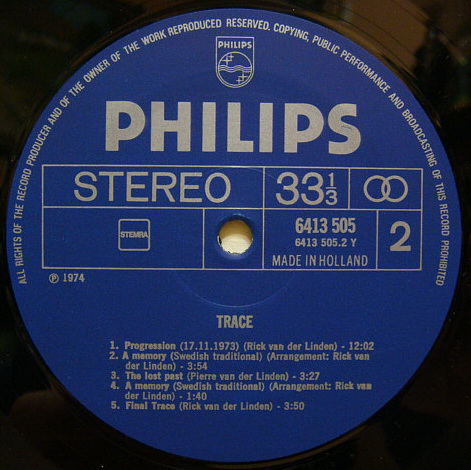 ALL RIGHTS OF THE RECORD PRODUCER AND OF THE OWNER OF THE WORK REPRODUCED RESERVED. COPYING, PUBLIC PERFORMANCE AND BROADCASTING OF THIS RECORD PROHIBITED
PHILIPS
PHILIPS
STEREO
33 1/3
STEMRA
6413 505
6413 505.2 Y
2
MADE IN HOLLAND
℗ 1974
TRACE
1. Progression (17.11.1973) (Rick van der Linden) - 12:02
2. A memory (Swedish traditional) (Arrangement: Rick van
der Linden) - 3:54
3. The lost past (Pierre van der Linden) - 3:27
4. A memory (Swedish traditional) (Arrangement: Rick van
der Linden) - 1:40
5. Final Trace (Rick van der Linden) - 3:50